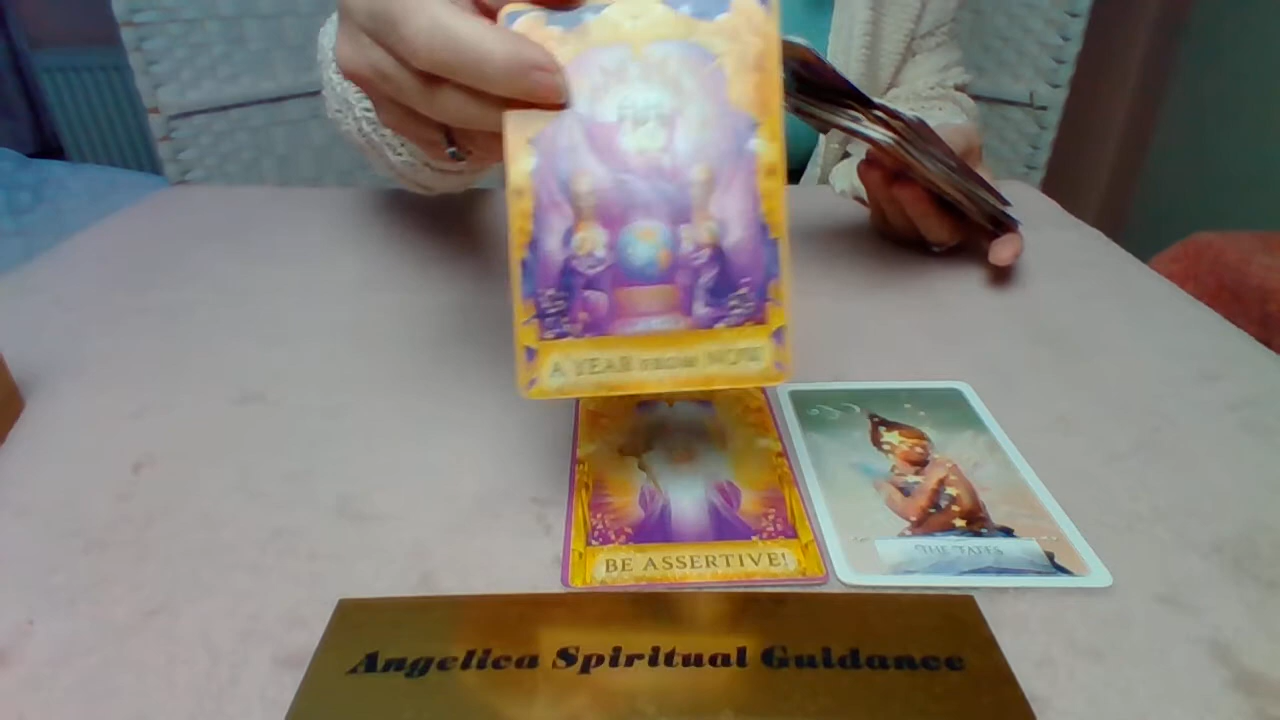 A YEAR FROM NOW
BE ASSERTIVE!
THE FATES
Angelica Spiritual Guidance